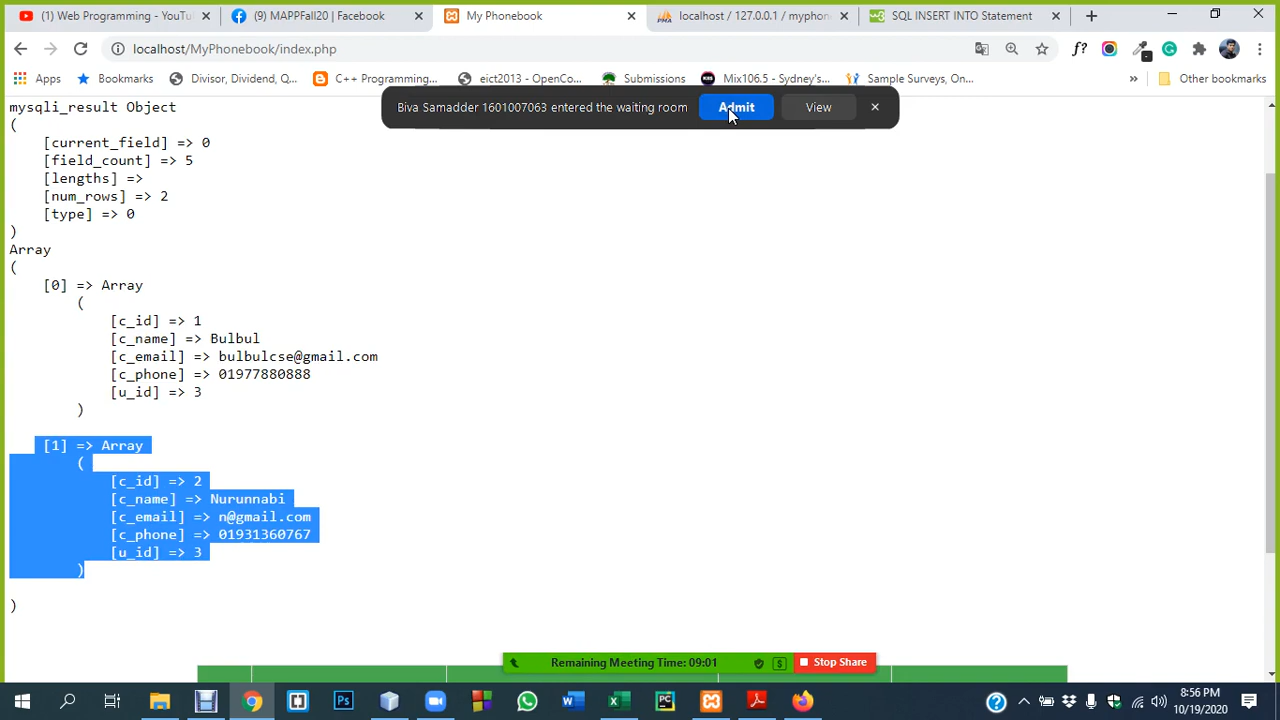 (1) Web Programming - YouTu
(9) MAPPFall20 | Facebook
My Phonebook
localhost / 127.0.0.1 / myphon
SQL INSERT INTO Statement
localhost/MyPhonebook/index.php
Apps
Bookmarks
Divisor, Dividend, Q...
C++ Programming...
eict2013 - OpenCo...
Submissions
Mix106.5 - Sydney's...
Sample Surveys, On...
Other bookmarks
Biva Samadder 1601007063 entered the waiting room
Admit
View
mysqli_result Object
(
[current_field] => 0
[field_count] => 5
[lengths] =>
[num_rows] => 2
[type] => 0
)
Array
(
[0] => Array
(
[c_id] => 1
[c_name] => Bulbul
[c_email] => bulbulcse@gmail.com
[c_phone] => 01977880888
[u_id] => 3
)
[1] => Array
(
[c_id] => 2
[c_name] => Nurunnabi
[c_email] => n@gmail.com
[c_phone] => 01931360767
[u_id] => 3
)
)
Remaining Meeting Time: 09:01
Stop Share
8:56 PM
10/19/2020